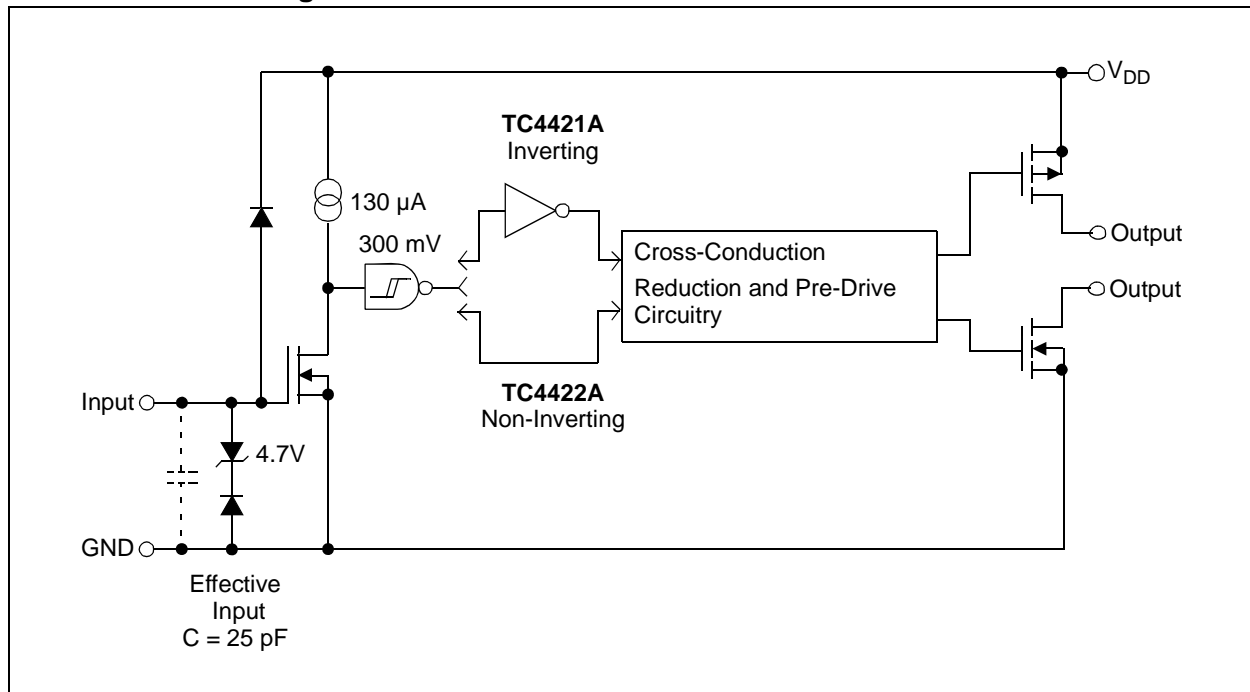 V_DD
TC4421A
Inverting
130 µA
300 mV
Cross-Conduction
Reduction and Pre-Drive
Circuitry
Output
Output
TC4422A
Non-Inverting
Input
4.7V
GND
Effective
Input
C = 25 pF